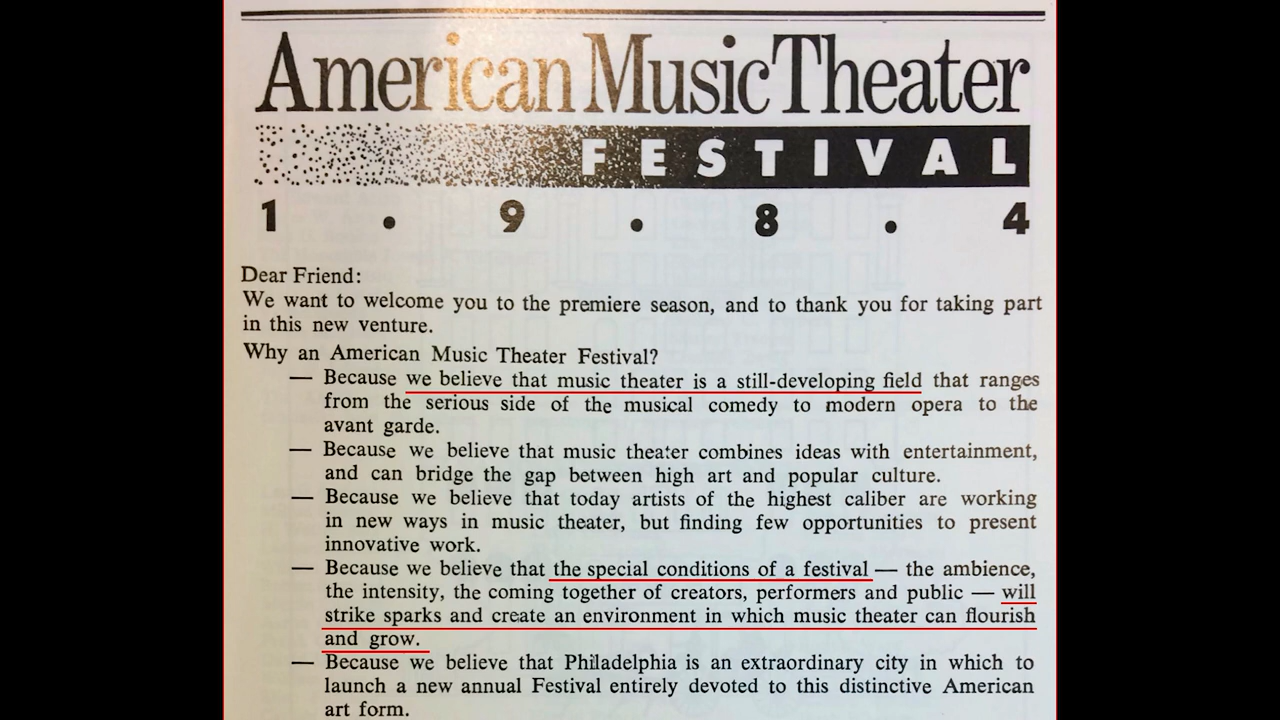 American Music Theater
FESTIVAL
1 . 9 . 8 . 4
Dear Friend:
We want to welcome you to the premiere season, and to thank you for taking part
in this new venture.
Why an American Music Theater Festival?
— Because we believe that music theater is a still-developing field that ranges
from the serious side of the musical comedy to modern opera to the
avant garde.
— Because we believe that music theater combines ideas with entertainment,
and can bridge the gap between high art and popular culture.
— Because we believe that today artists of the highest caliber are working
in new ways in music theater, but finding few opportunities to present
innovative work.
— Because we believe that the special conditions of a festival — the ambience,
the intensity, the coming together of creators, performers and public — will
strike sparks and create an environment in which music theater can flourish
and grow.
— Because we believe that Philadelphia is an extraordinary city in which to
launch a new annual Festival entirely devoted to this distinctive American
art form.